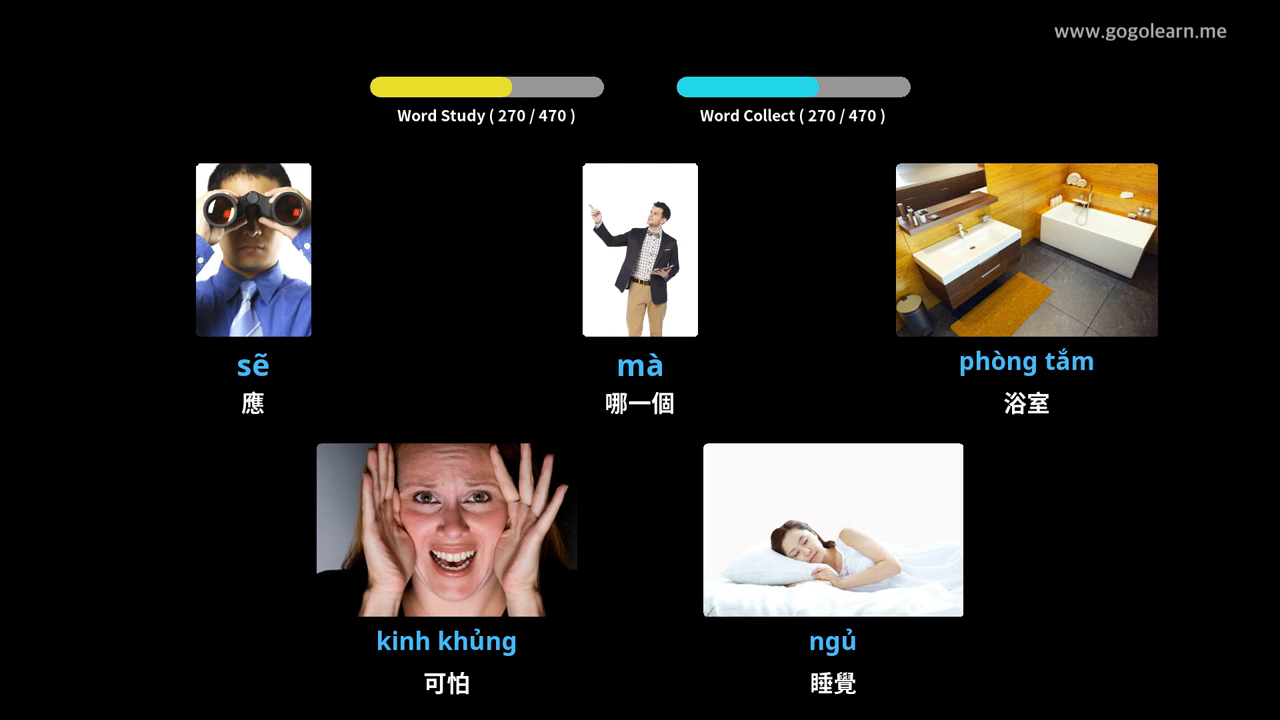 www.gogolearn.me
Word Study ( 270 / 470 )
Word Collect ( 270 / 470 )
sẽ
應
mà
哪一個
phòng tắm
浴室
kinh khủng
可怕
ngủ
睡覺